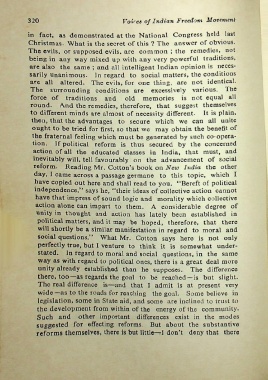 320 Voices of Indian Freedom Movement
in fact, as demonstrated at the National Congress held last
Christmas. What is the secret of this ? The answer of obvious.
The evils, or supposed evils, are common ; the remedies, not
being in any way mixed up with any very powerful traditions,
are also the same ; and all intelligent Indian opinion is neces-
sarily unanimous. In regard to social matters, the conditions
are all altered. The evils, for one thing, are not identical.
The surrounding conditions are excessively various. The
force of traditions and old memories is not equal all
round. And the remedies, therefore, that suggest themselves
to different minds are almost of necessity different. It is plain,
then, that the advantages to secure which we can all unite
ought to be tried for first, so that we may obtain the benefit of
the fraternal feeling which must be generated by such co-opera-
tion. If political reform is thus secured by the concerned
action of all the educated classes in India, that must, and
inevitably will, tell favourably on the advancement of social
reform. Reading Mr. Cotton's book on New India the other
day, I came across a passage germane to this topic, which I
have copied out here and shall read to you. "Bereft of political
independence," says he, "their ideas of collective action cannot
have that impress of sound logic and morality which collective
action alone can impart to them. A considerable degree of
unity in thought and action has lately been established in
political matters, and it may be hoped, therefore, that there
will shortly be a similar manifestation in regard to moral and
social questions." What Mr. Cotton says here is not only
perfectly true, but I venture to think it is somewhat under-
stated. In regard to moral and social questions, in the same
way as with regard to political ones, there is a great deal more
unity already established than he supposes. The difference
there, too—as regards the goal to be reached—is but slight.
The real difference is—and that I admit is at present very
wide—as to the roads for reaching the goal. Some believe in
legislation, some in State aid, and some are inclined to trust to
the development from within of the energy of the community.
Such and other important differences exist in the modes
suggested for effecting reforms. But about the substantive
reforms themselves, there is but little—I don't deny that there